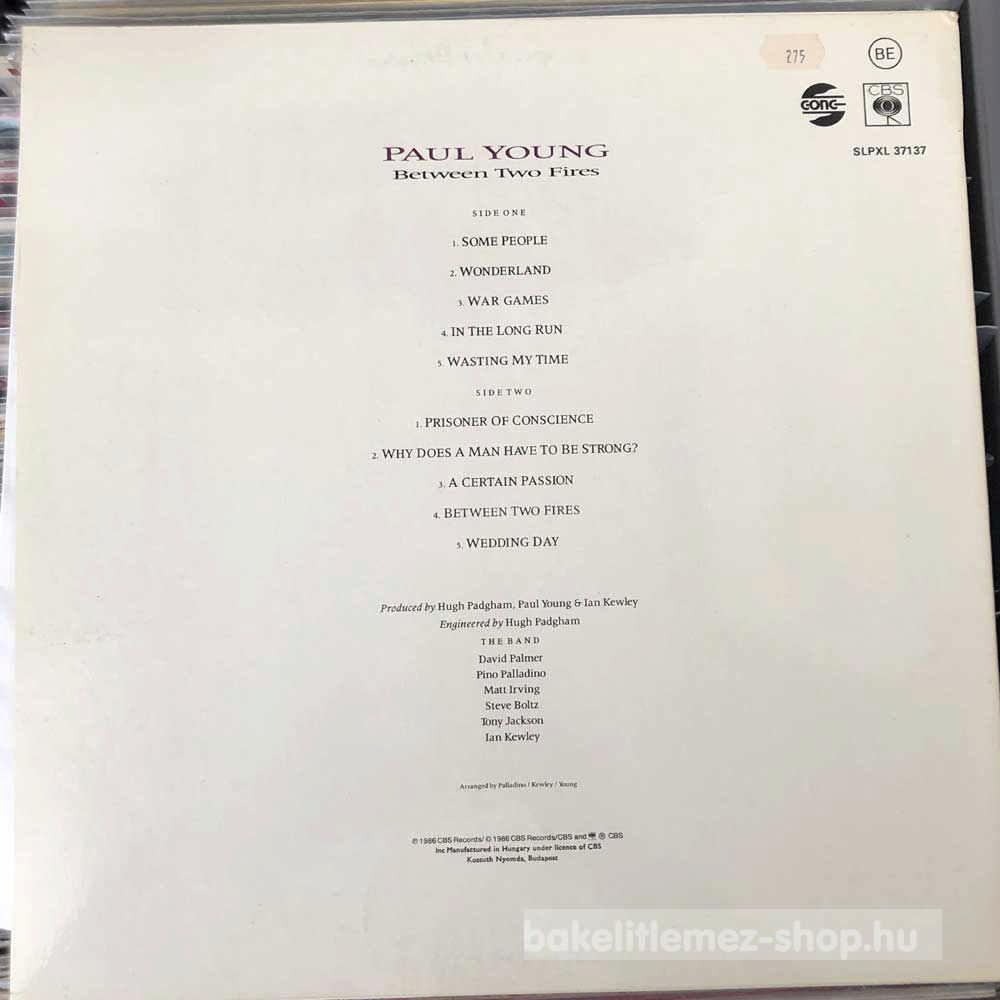 275
BE
GONG
CBS
SLPXL 37137
PAUL YOUNG
Between Two Fires
SIDE ONE
1. SOME PEOPLE
2. WONDERLAND
3. WAR GAMES
4. IN THE LONG RUN
5. WASTING MY TIME
SIDE TWO
1. PRISONER OF CONSCIENCE
2. WHY DOES A MAN HAVE TO BE STRONG?
3. A CERTAIN PASSION
4. BETWEEN TWO FIRES
5. WEDDING DAY
Produced by Hugh Padgham, Paul Young & Ian Kewley
Engineered by Hugh Padgham
THE BAND
David Palmer
Pino Palladino
Matt Irving
Steve Boltz
Tony Jackson
Ian Kewley
Arranged by Palladino / Kewley / Young
℗ 1986 CBS Records/ © 1986 CBS Records/CBS and ® CBS
Inc Manufactured in Hungary under licence of CBS
Kossuth Nyomda, Budapest
bakelitlemez-shop.hu